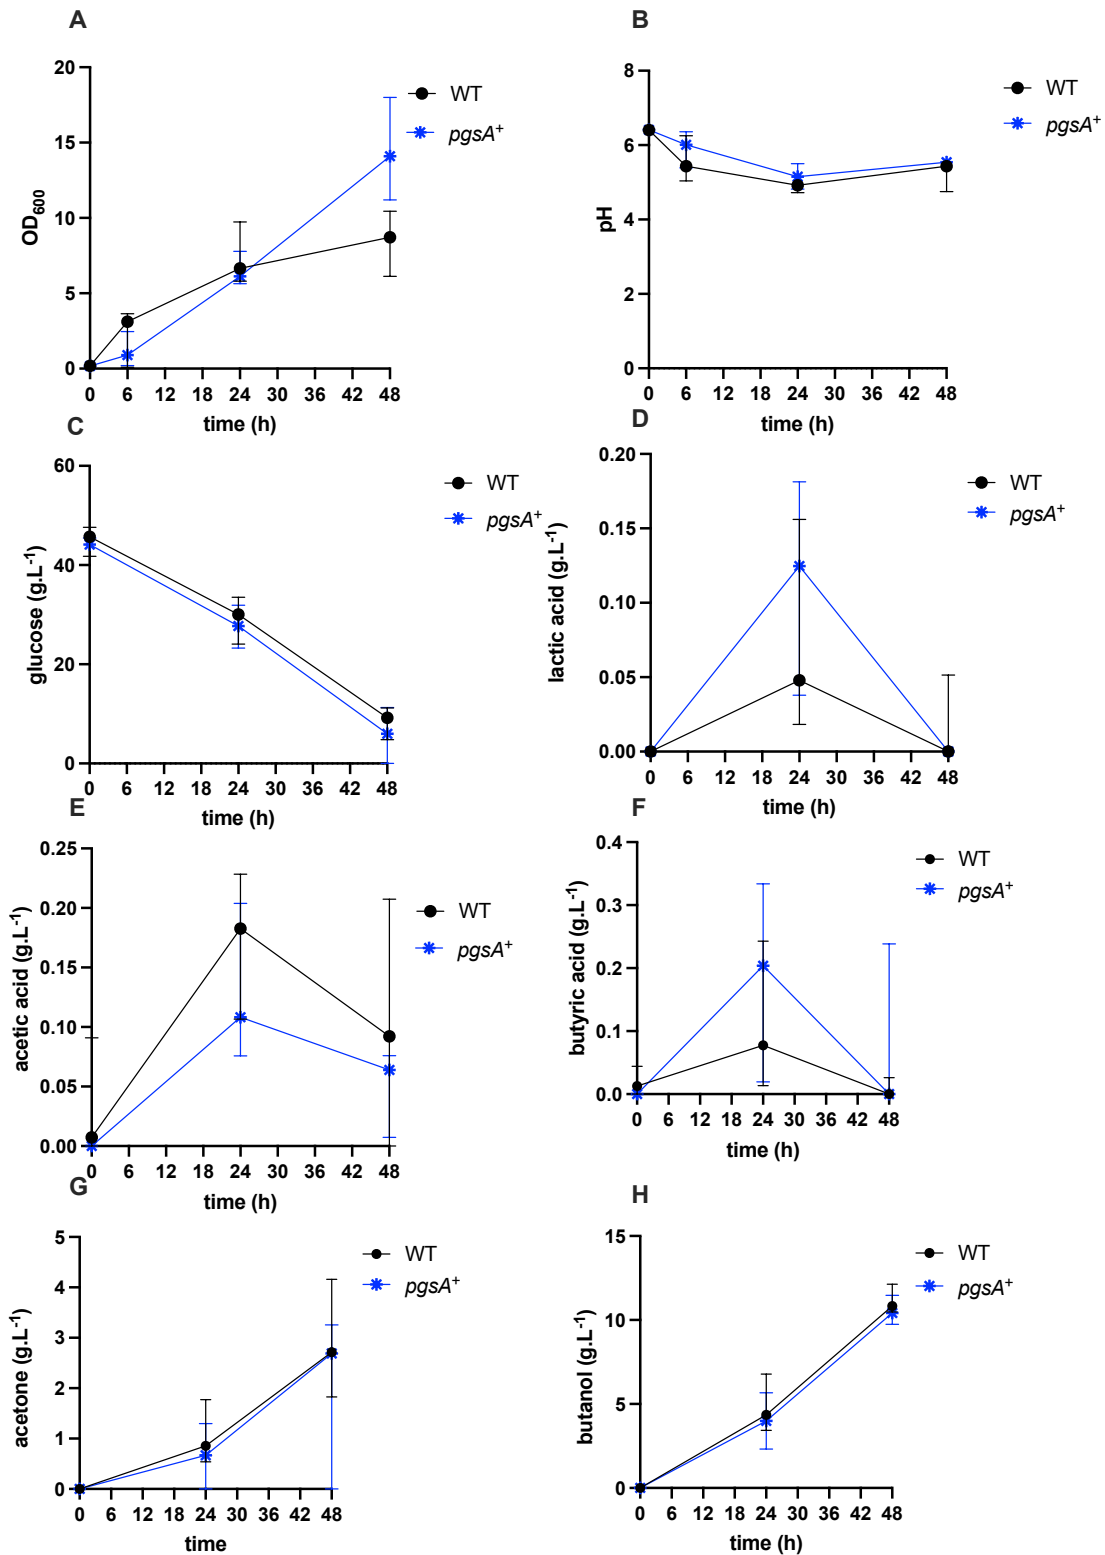 A
20
15
10
5
0
OD600
0 6 12 18 24 30 36 42 48
time (h)
WT
pgsA+
B
8
6
4
2
0
pH
0 6 12 18 24 30 36 42 48
time (h)
WT
pgsA+
C
60
40
20
0
glucose (g.L-1)
0 6 12 18 24 30 36 42 48
time (h)
WT
pgsA+
D
0.20
0.15
0.10
0.05
0.00
lactic acid (g.L-1)
0 6 12 18 24 30 36 42 48
time (h)
WT
pgsA+
E
0.25
0.20
0.15
0.10
0.05
0.00
acetic acid (g.L-1)
0 6 12 18 24 30 36 42 48
time (h)
WT
pgsA+
F
0.4
0.3
0.2
0.1
0.0
butyric acid (g.L-1)
0 6 12 18 24 30 36 42 48
time (h)
WT
pgsA+
G
5
4
3
2
1
0
acetone (g.L-1)
0 6 12 18 24 30 36 42 48
time
WT
pgsA+
H
15
10
5
0
butanol (g.L-1)
0 6 12 18 24 30 36 42 48
time (h)
WT
pgsA+